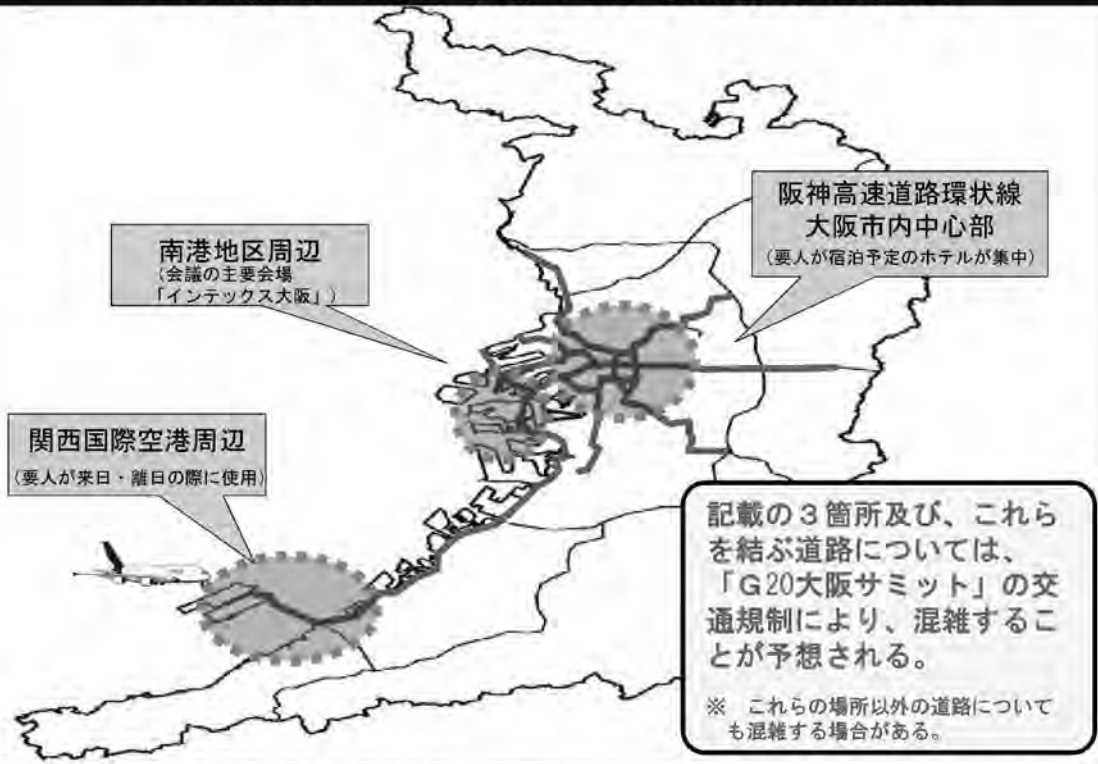 阪神高速道路環状線
大阪市内中心部
(要人が宿泊予定のホテルが集中)
南港地区周辺
(会議の主要会場
「インテックス大阪」)
関西国際空港周辺
(要人が来日・離日の際に使用)
記載の3箇所及び、これら
を結ぶ道路については、
「G20大阪サミット」の交
通規制により、混雑するこ
とが予想される。
※ これらの場所以外の道路について
も混雑する場合がある。